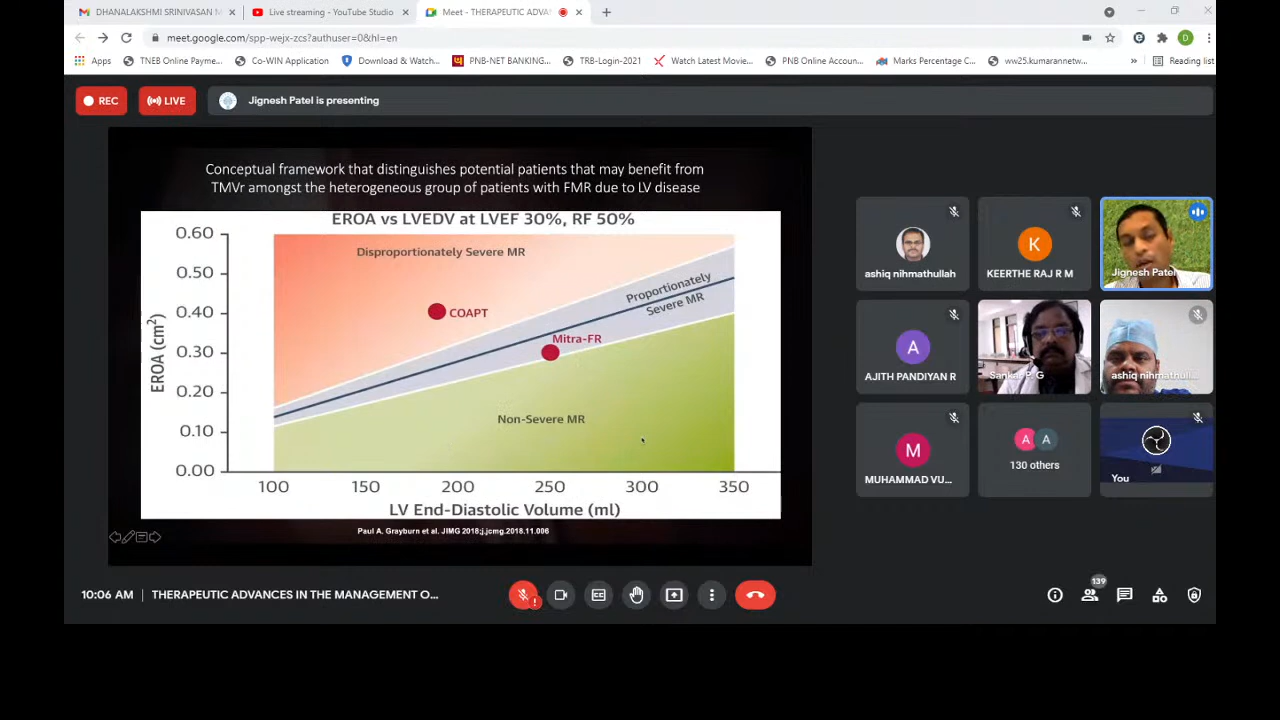 DHANALAKSHMI SRINIVASAN M
Live streaming - YouTube Studio
Meet - THERAPEUTIC ADVAN
meet.google.com/spp-wejx-zcs?authuser=0&hl=en
D
Apps
TNEB Online Payme...
Co-WIN Application
Download & Watch...
PNB-NET BANKING...
TRB-Login-2021
Watch Latest Movie...
PNB Online Accoun...
Marks Percentage C...
ww25.kumarannetw...
»
Reading list
REC
LIVE
Jignesh Patel is presenting
Conceptual framework that distinguishes potential patients that may benefit from
TMVr amongst the heterogeneous group of patients with FMR due to LV disease
EROA vs LVEDV at LVEF 30%, RF 50%
0.60
0.50
0.40
0.30
0.20
0.10
0.00
EROA (cm²)
Disproportionately Severe MR
Proportionately
Severe MR
COAPT
Mitra-FR
Non-Severe MR
100 150 200 250 300 350
LV End-Diastolic Volume (ml)
Paul A. Grayburn et al. JIMG 2018;j.jcmg.2018.11.006
ashiq nihmathullah
K
KEERTHE RAJ R M
Jignesh Patel
A
AJITH PANDIYAN R
Sankar P. G
ashiq nihmathull...
M
MUHAMMAD VU...
A A
130 others
You
10:06 AM | THERAPEUTIC ADVANCES IN THE MANAGEMENT O...
139